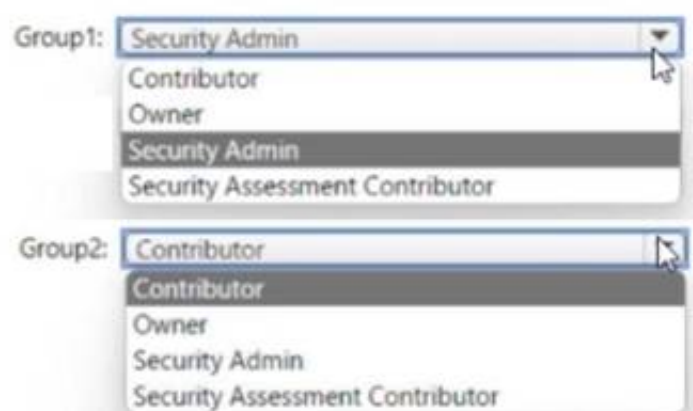 Group1: Security Admin
Contributor
Owner
Security Admin
Security Assessment Contributor
Group2: Contributor
Contributor
Owner
Security Admin
Security Assessment Contributor